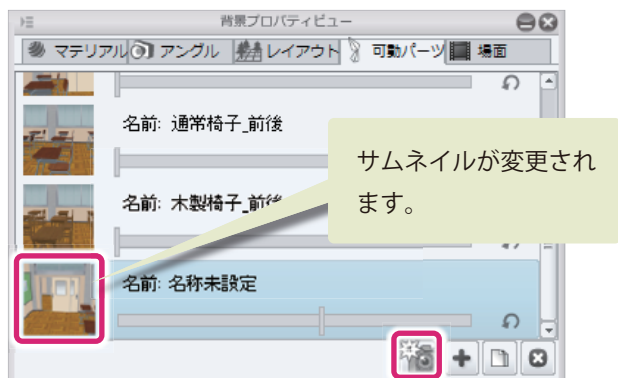 背景プロパティビュー
マテリアル アングル レイアウト 可動パーツ 場面
名前: 通常椅子_前後
サムネイルが変更され
ます。
名前: 木製椅子_前後
名前: 名称未設定